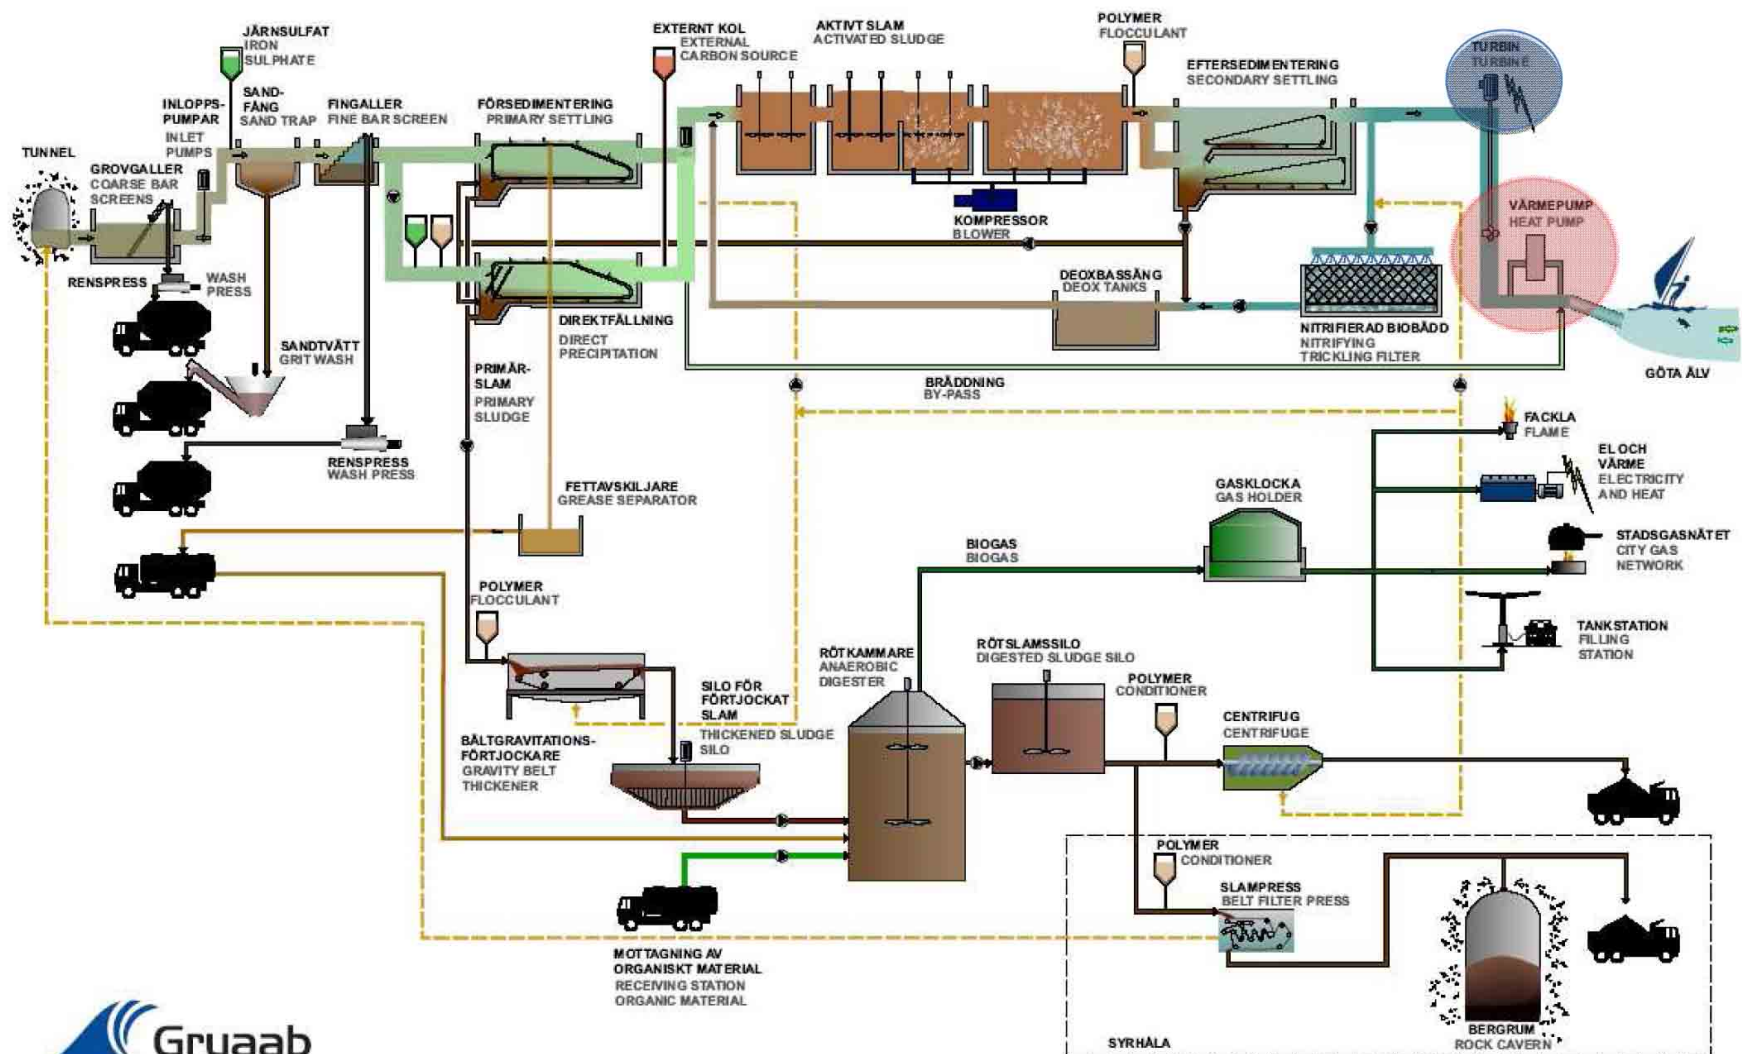 JÄRNSULFAT
IRON
SULPHATE
EXTERNT KOL
EXTERNAL
CARBON SOURCE
AKTIVT SLAM
ACTIVATED SLUDGE
POLYMER
FLOCCULANT
TURBIN
TURBINE
EFTERSEDIMENTERING
SECONDARY SETTLING
SAND-
FÅNG
SAND TRAP
INLOPPS-
PUMPAR
INLET
PUMPS
FINGALLER
FINE BAR SCREEN
FÖRSEDIMENTERING
PRIMARY SETTLING
TUNNEL
GROVGALLER
COARSE BAR
SCREENS
KOMPRESSOR
BLOWER
VÄRMEPUMP
HEAT PUMP
RENSPRESS
WASH
PRESS
DEOXBASSÄNG
DEOX TANKS
DIREKTFÄLLNING
DIRECT
PRECIPITATION
NITRIFIERAD BIOBÄDD
NITRIFYING
TRICKLING FILTER
SANDTVÄTT
GRIT WASH
GÖTA ÄLV
PRIMÄR-
SLAM
PRIMARY
SLUDGE
BRÄDDNING
BY-PASS
FACKLA
FLAME
RENSPRESS
WASH PRESS
EL OCH
VÄRME
ELECTRICITY
AND HEAT
FETTAVSKILJARE
GREASE SEPARATOR
GASKLOCKA
GAS HOLDER
STADSGASNÄTET
CITY GAS
NETWORK
BIOGAS
BIOGAS
POLYMER
FLOCCULANT
TANKSTATION
FILLING
STATION
RÖTKAMMARE
ANAEROBIC
DIGESTER
RÖTSLAMSSILO
DIGESTED SLUDGE SILO
POLYMER
CONDITIONER
SILO FÖR
FÖRTJOCKAT
SLAM
THICKENED SLUDGE
SILO
CENTRIFUG
CENTRIFUGE
BÄLTGRAVITATIONS-
FÖRTJOCKARE
GRAVITY BELT
THICKENER
POLYMER
CONDITIONER
SLAMPRESS
BELT FILTER PRESS
MOTTAGNING AV
ORGANISKT MATERIAL
RECEIVING STATION
ORGANIC MATERIAL
BERGRUM
ROCK CAVERN
SYRHÅLA
Gryaab